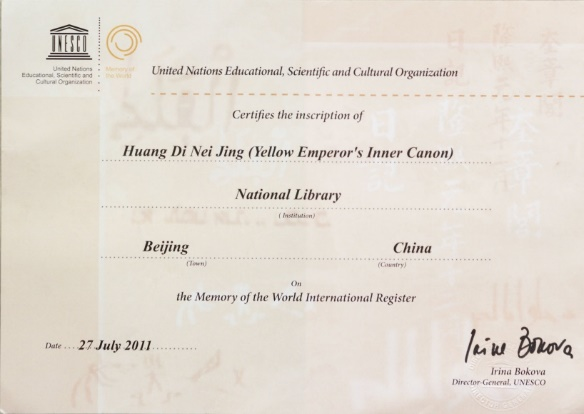 UNESCO
United Nations
Educational, Scientific and
Cultural Organization
Memory of
the World
United Nations Educational, Scientific and Cultural Organization
Certifies the inscription of
Huang Di Nei Jing (Yellow Emperor's Inner Canon)
National Library
( Institution)
Beijing China
(Town) (Country)
On
the Memory of the World International Register
Date ....27 July 2011...........
Irina Bokova
Irina Bokova
Director-General, UNESCO